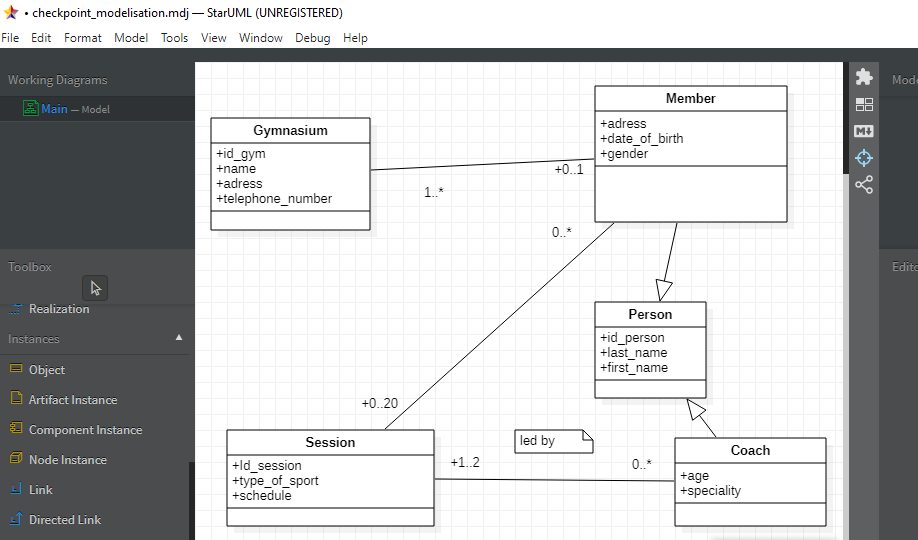 • checkpoint_modelisation.mdj — StarUML (UNREGISTERED)
File Edit Format Model Tools View Window Debug Help
Working Diagrams
Main — Model
Toolbox
Realization
Instances
Object
Artifact Instance
Component Instance
Node Instance
Link
Directed Link
Gymnasium
+id_gym
+name
+adress
+telephone_number
1..*
+0..1
Member
+adress
+date_of_birth
+gender
0..*
+0..20
Person
+id_person
+last_name
+first_name
Session
+Id_session
+type_of_sport
+schedule
+1..2
led by
0..*
Coach
+age
+speciality
M
Mode
Edito